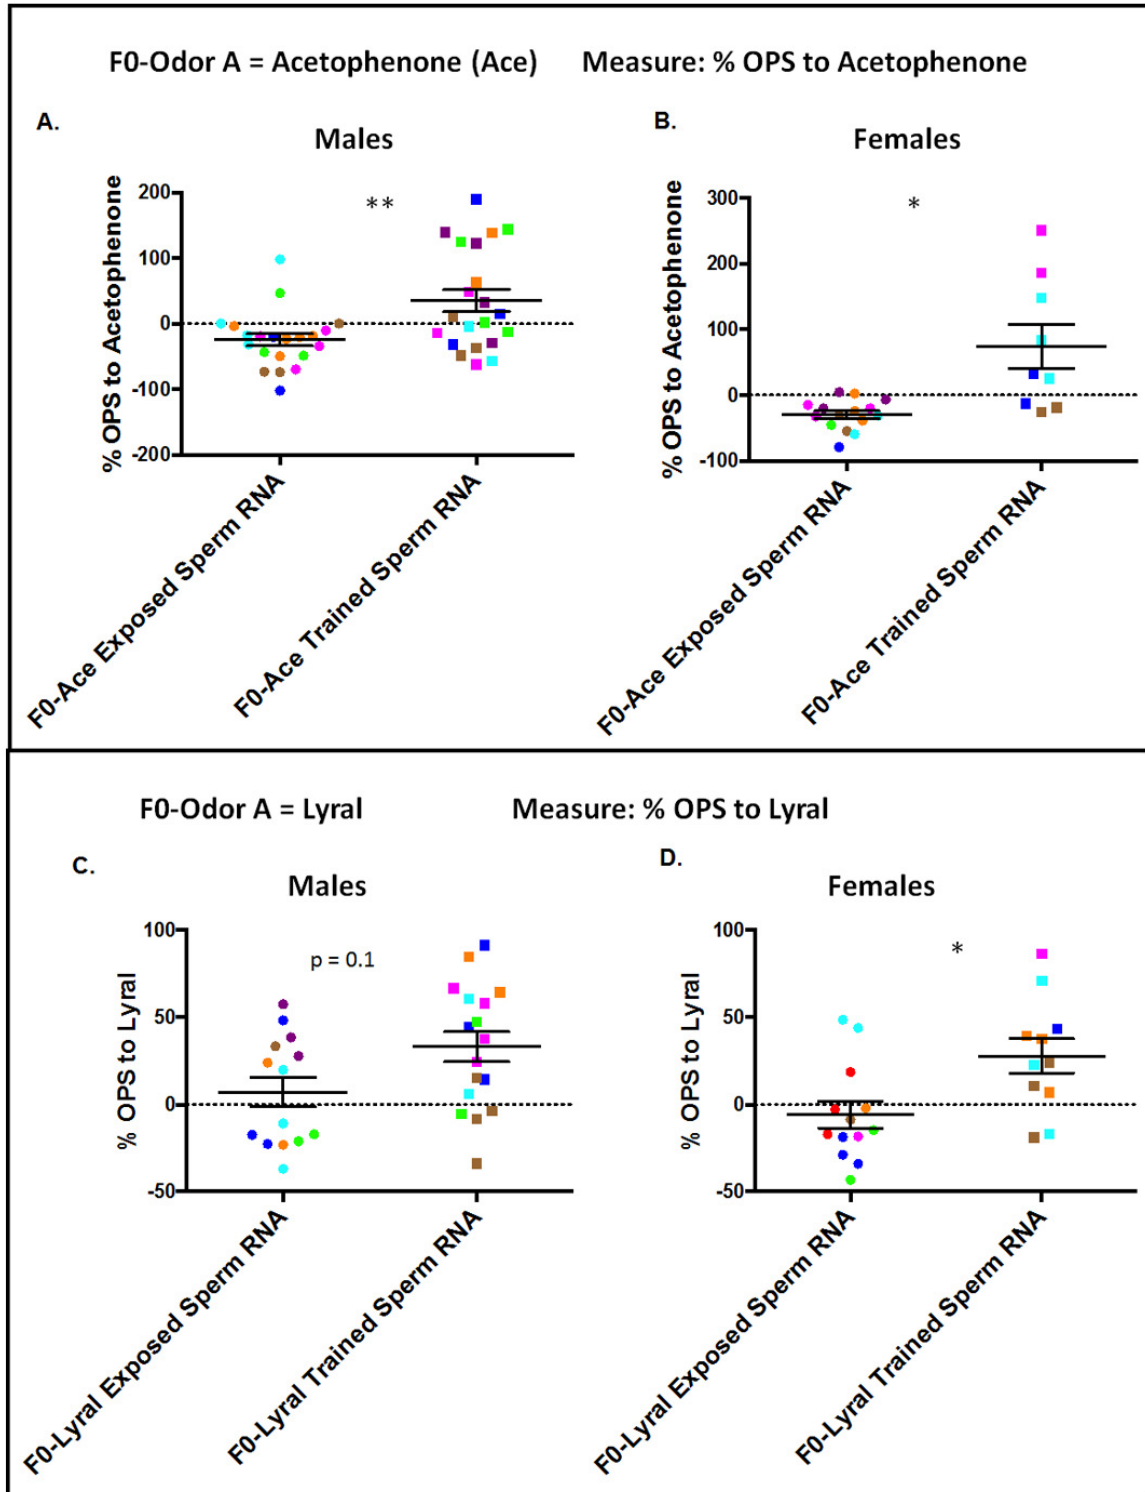 F0-Odor A = Acetophenone (Ace) Measure: % OPS to Acetophenone
A.
Males
**
% OPS to Acetophenone
200
100
0
-100
-200
F0-Ace Exposed Sperm RNA
F0-Ace Trained Sperm RNA
B.
Females
*
% OPS to Acetophenone
300
200
100
0
-100
F0-Ace Exposed Sperm RNA
F0-Ace Trained Sperm RNA
F0-Odor A = Lyral Measure: % OPS to Lyral
C.
Males
p = 0.1
% OPS to Lyral
100
50
0
-50
F0-Lyral Exposed Sperm RNA
F0-Lyral Trained Sperm RNA
D.
Females
*
% OPS to Lyral
100
50
0
-50
F0-Lyral Exposed Sperm RNA
F0-Lyral Trained Sperm RNA